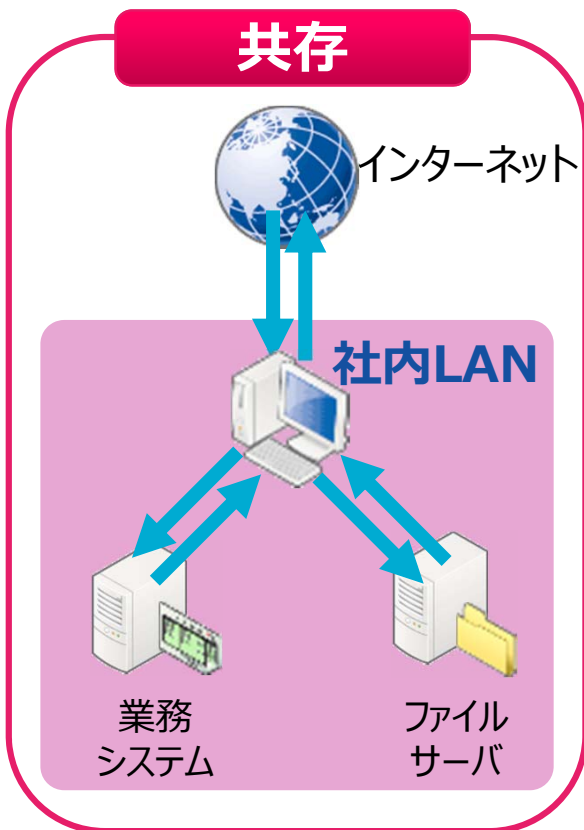 共存
インターネット
社内LAN
業務
システム
ファイル
サーバ